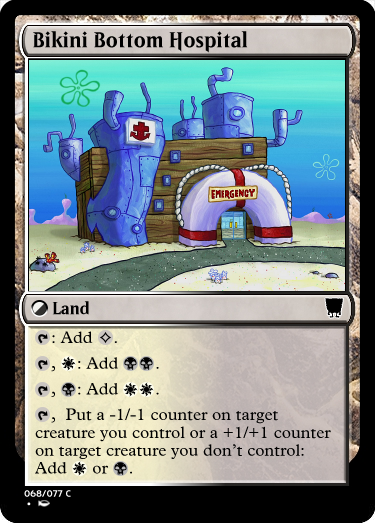 Bikini Bottom Hospital
EMERGENCY
Land
: Add .
, : Add .
, : Add .
, Put a -1/-1 counter on target
creature you control or a +1/+1 counter
on target creature you don't control:
Add or .
068/077 C